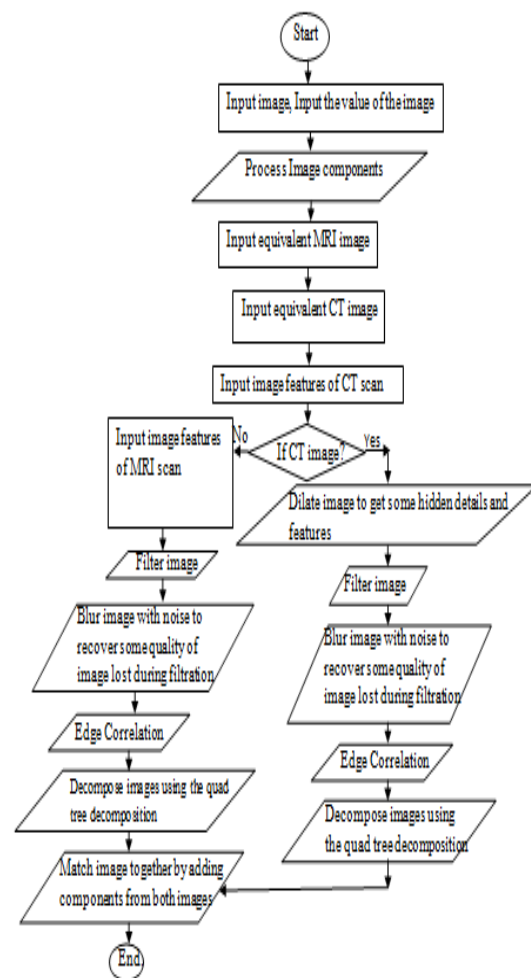 Start
Input image, Input the value of the image
Process Image components
Input equivalent MRI image
Input equivalent CT image
Input image features of CT scan
If CT image?
No
Yes
Input image features
of MRI scan
Filter image
Blur image with noise to
recover some quality of
image lost during filtration
Edge Correlation
Decompose images using the quad
tree decomposition
Dilate image to get some hidden details and
features
Filter image
Blur image with noise to
recover some quality of
image lost during filtration
Edge Correlation
Decompose images using
the quad tree decomposition
Match image together by adding
components from both images
End